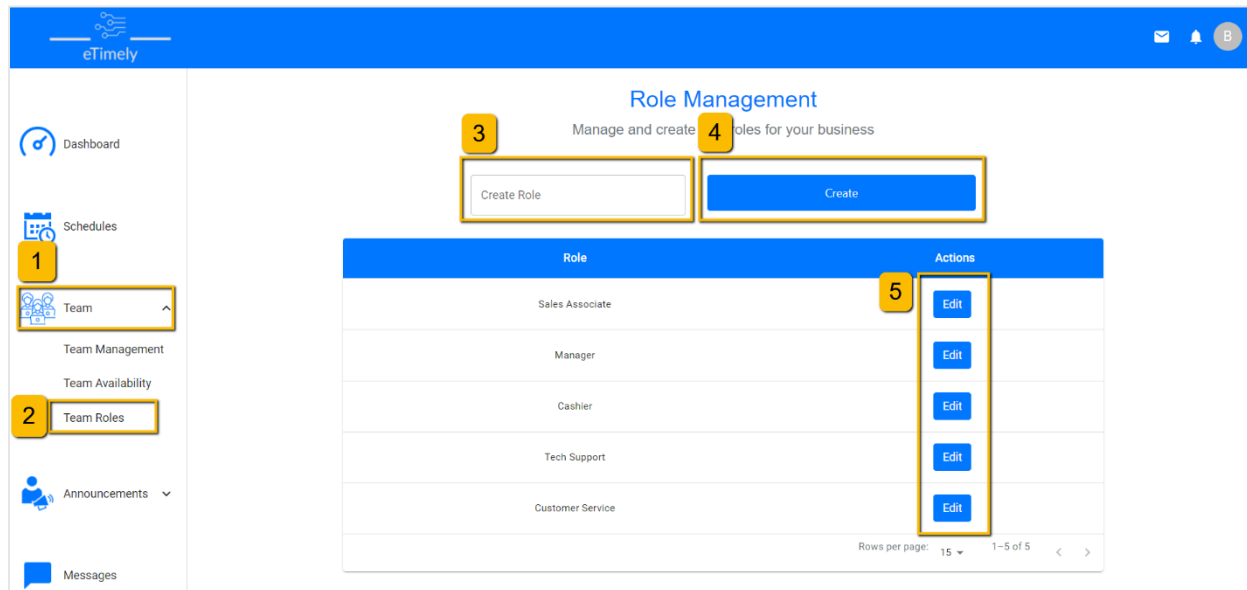 eTimely
B
Role Management
Manage and create roles for your business
3
4
Dashboard
Create Role
Create
Schedules
1
Role Actions
5
Team
Sales Associate Edit
Team Management
Manager Edit
Team Availability
2
Team Roles
Cashier Edit
Tech Support Edit
Announcements
Customer Service Edit
Rows per page: 15 1–5 of 5
Messages